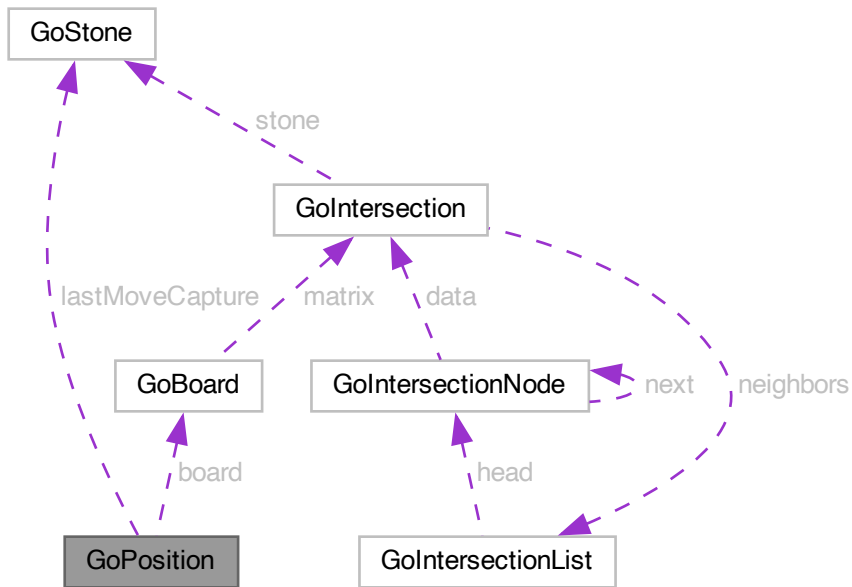 GoStone
stone
GoIntersection
lastMoveCapture
matrix
data
GoBoard
GoIntersectionNode
next
neighbors
board
head
GoPosition
GoIntersectionList